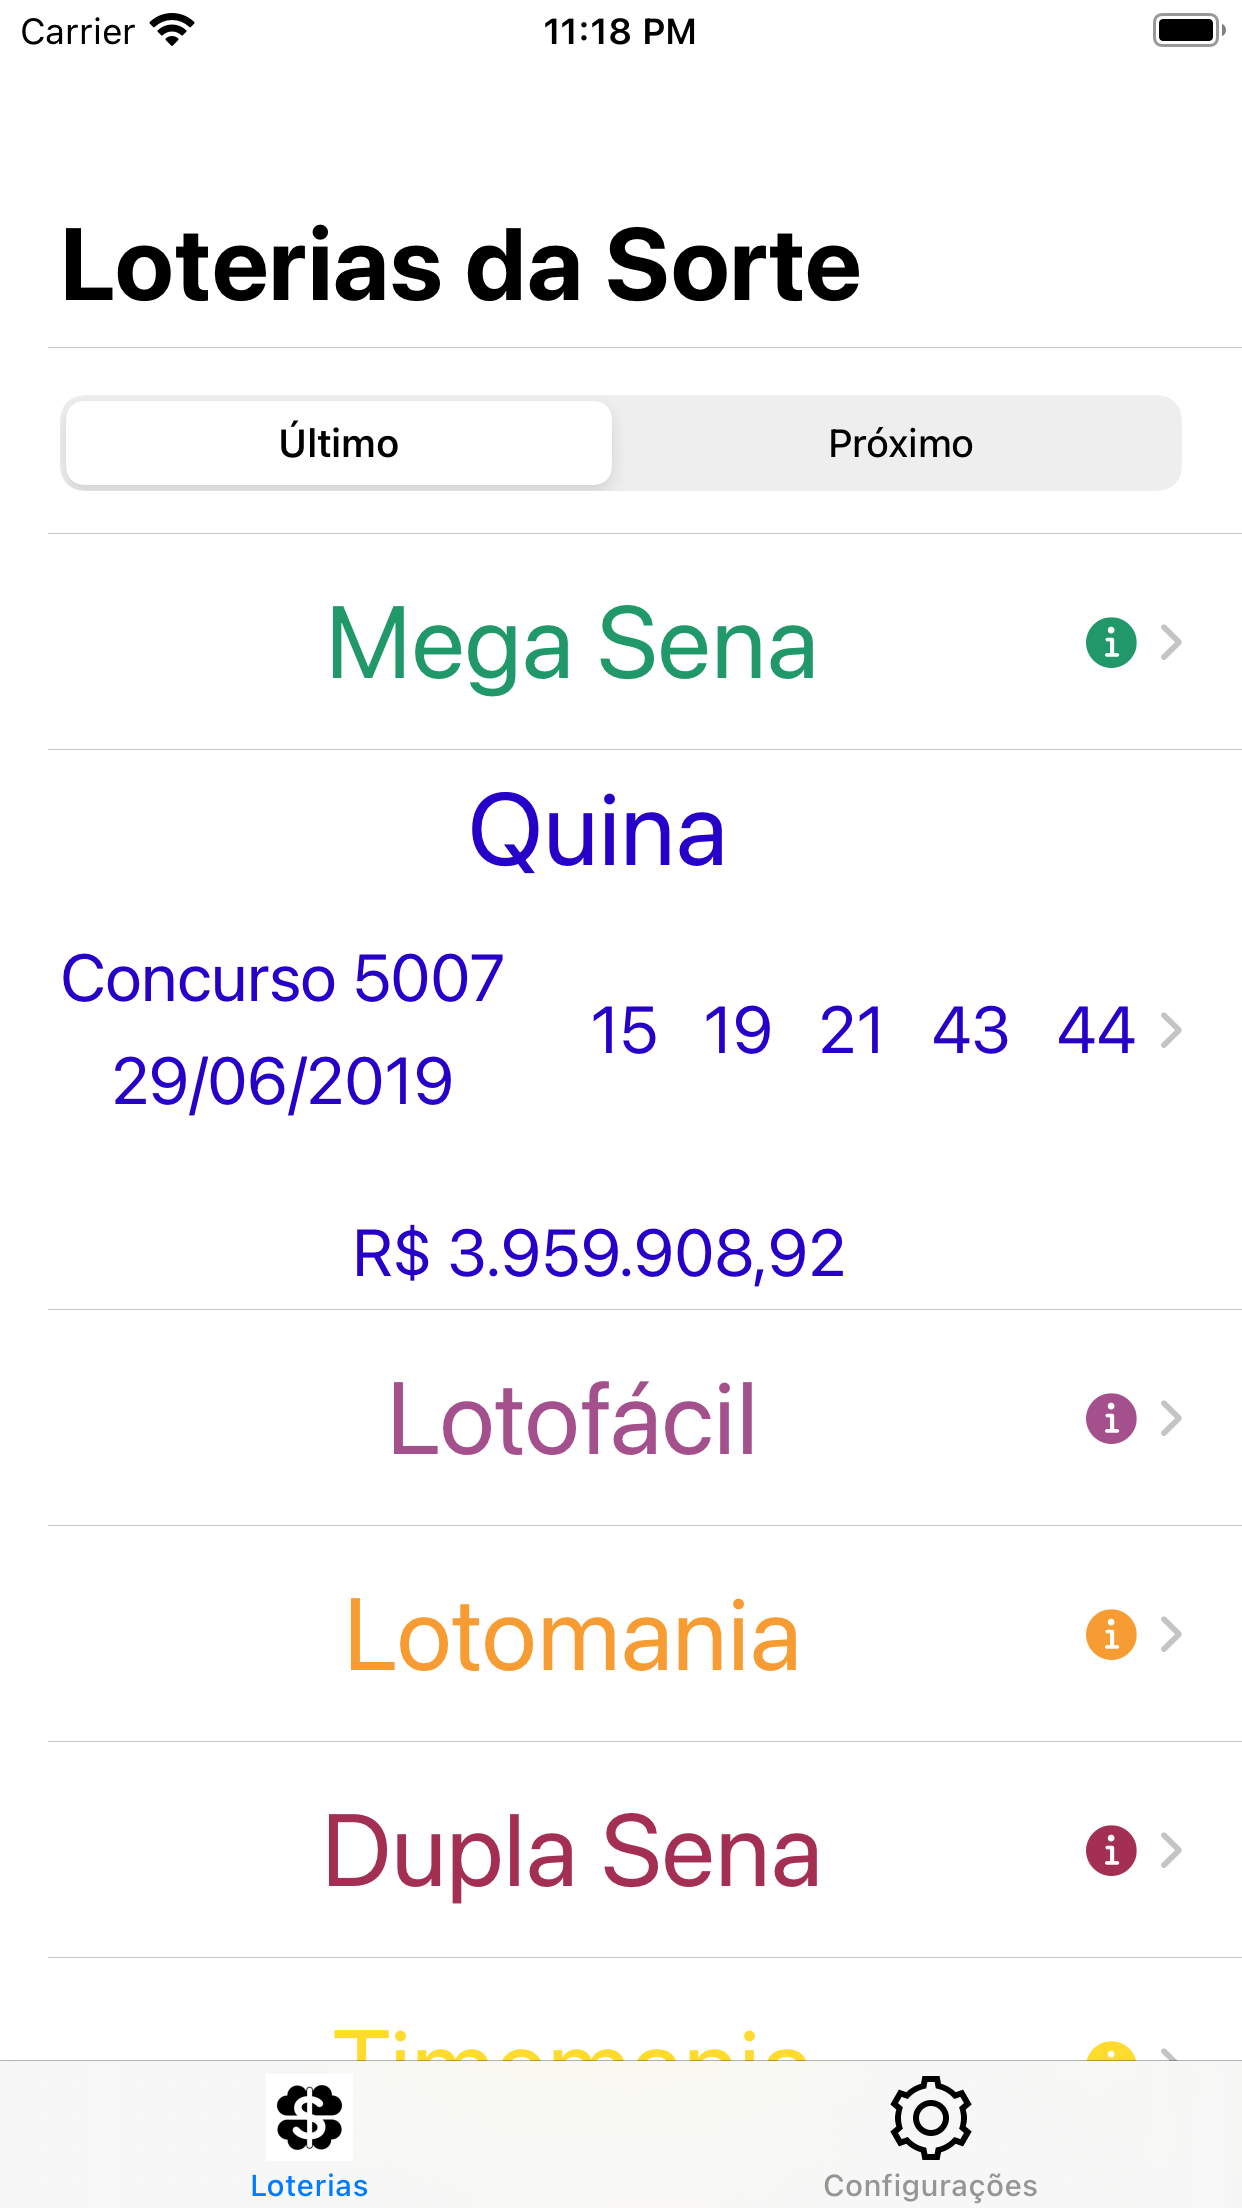 Carrier 11:18 PM
Loterias da Sorte
Último Próximo
Mega Sena
Quina
Concurso 5007
15 19 21 43 44
29/06/2019
R$ 3.959.908,92
Lotofácil
Lotomania
Dupla Sena
Timemania
Loterias Configurações